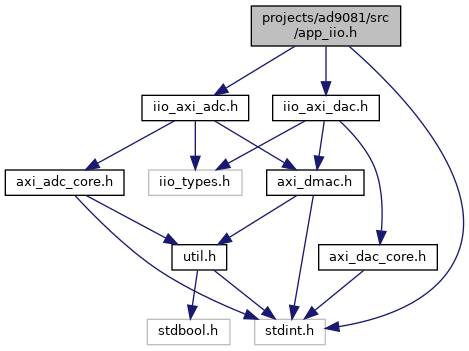 projects/ad9081/src
/app_iio.h
iio_axi_adc.h
iio_axi_dac.h
axi_adc_core.h
iio_types.h
axi_dmac.h
util.h
axi_dac_core.h
stdbool.h
stdint.h